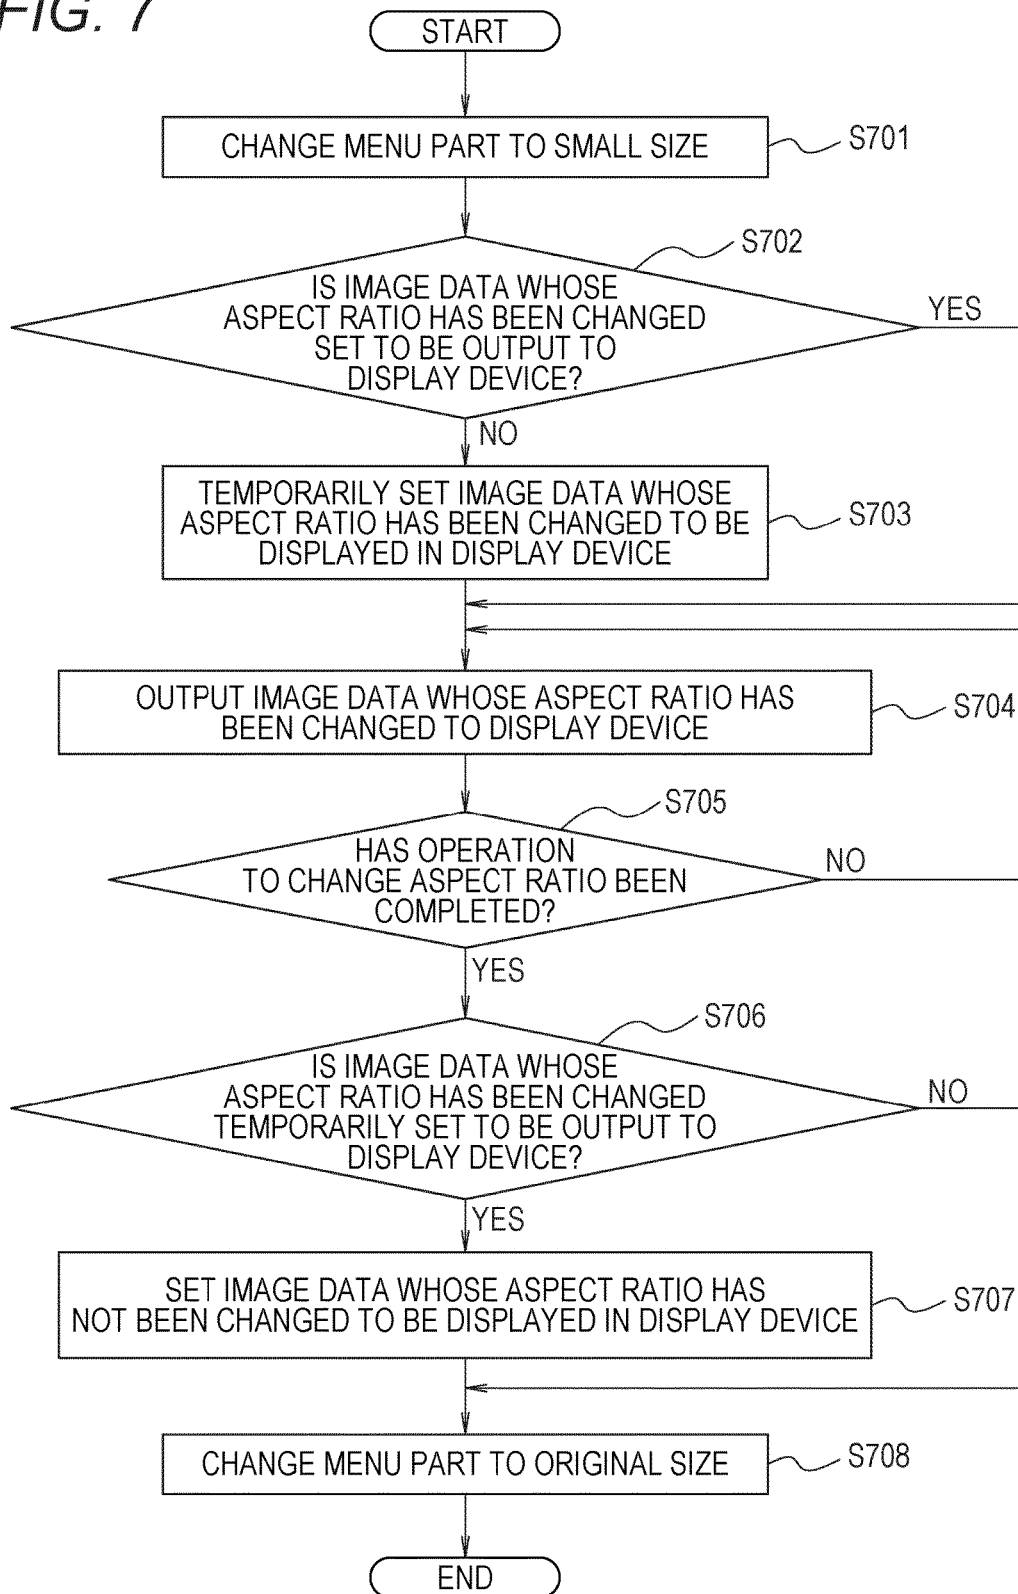 FIG. 7
START
CHANGE MENU PART TO SMALL SIZE
S701
S702
IS IMAGE DATA WHOSE
ASPECT RATIO HAS BEEN CHANGED
SET TO BE OUTPUT TO
DISPLAY DEVICE?
YES
NO
TEMPORARILY SET IMAGE DATA WHOSE
ASPECT RATIO HAS BEEN CHANGED TO BE
DISPLAYED IN DISPLAY DEVICE
S703
OUTPUT IMAGE DATA WHOSE ASPECT RATIO HAS
BEEN CHANGED TO DISPLAY DEVICE
S704
S705
HAS OPERATION
TO CHANGE ASPECT RATIO BEEN
COMPLETED?
NO
YES
S706
IS IMAGE DATA WHOSE
ASPECT RATIO HAS BEEN CHANGED
TEMPORARILY SET TO BE OUTPUT TO
DISPLAY DEVICE?
NO
YES
SET IMAGE DATA WHOSE ASPECT RATIO HAS
NOT BEEN CHANGED TO BE DISPLAYED IN DISPLAY DEVICE
S707
CHANGE MENU PART TO ORIGINAL SIZE
S708
END